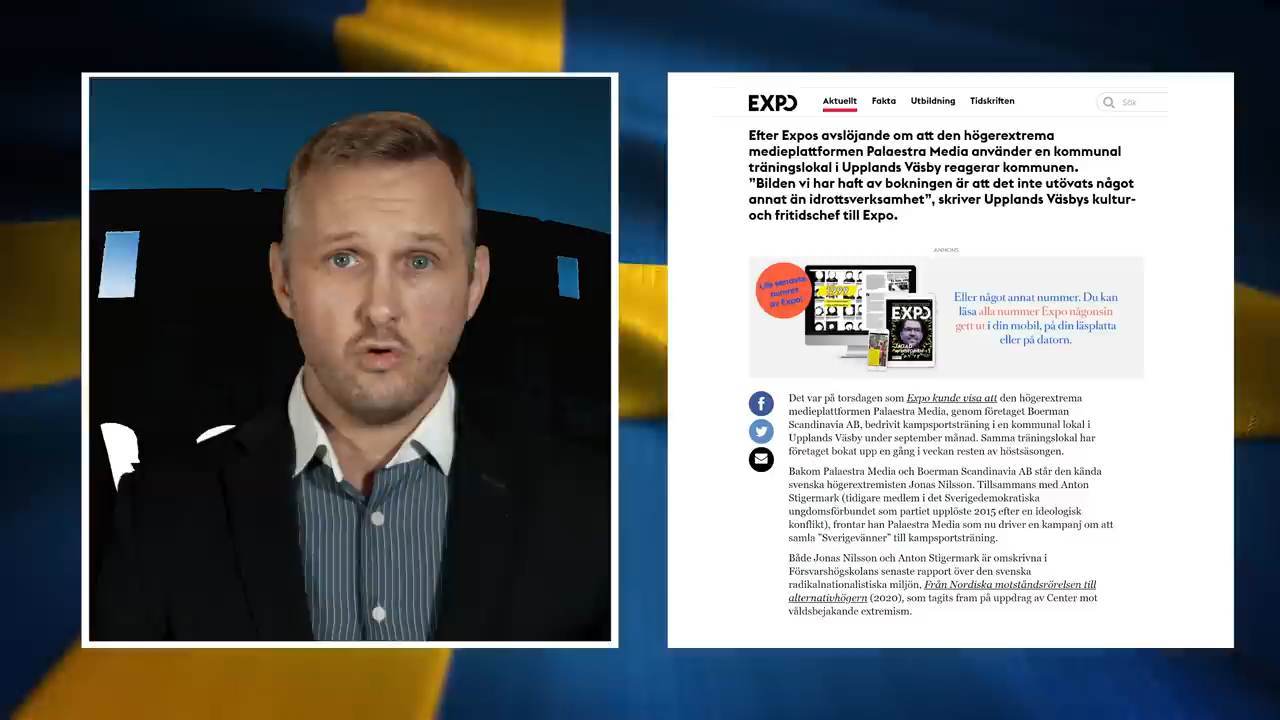 EXPO
Aktuellt Fakta Utbildning Tidskriften
Sök
Efter Expos avslöjande om att den högerextrema
medieplattformen Palaestra Media använder en kommunal
träningslokal i Upplands Väsby reagerar kommunen.
”Bilden vi har haft av bokningen är att det inte utövats något
annat än idrottsverksamhet”, skriver Upplands Väsbys kultur-
och fritidschef till Expo.
ANNONS
numret
av Expo!
1999
EXPO
Eller något annat nummer. Du kan
läsa alla nummer Expo någonsin
gett ut i din mobil, på din läsplatta
eller på datorn.
Det var på torsdagen som Expo kunde visa att den högerextrema
medieplattformen Palaestra Media, genom företaget Boerman
Scandinavia AB, bedrivit kampsportsträning i en kommunal lokal i
Upplands Väsby under september månad. Samma träningslokal har
företaget bokat upp en gång i veckan resten av höstsäsongen.
Bakom Palaestra Media och Boerman Scandinavia AB står den kända
svenska högerextremisten Jonas Nilsson. Tillsammans med Anton
Stigermark (tidigare medlem i det Sverigedemokratiska
ungdomsförbundet som partiet upplöste 2015 efter en ideologisk
konflikt), frontar han Palaestra Media som nu driver en kampanj om att
samla ”Sverigevänner” till kampsportsträning.
Både Jonas Nilsson och Anton Stigermark är omskrivna i
Försvarshögskolans senaste rapport över den svenska
radikalnationalistiska miljön, Från Nordiska motståndsrörelsen till
alternativhögern (2020), som tagits fram på uppdrag av Center mot
våldsbejakande extremism.